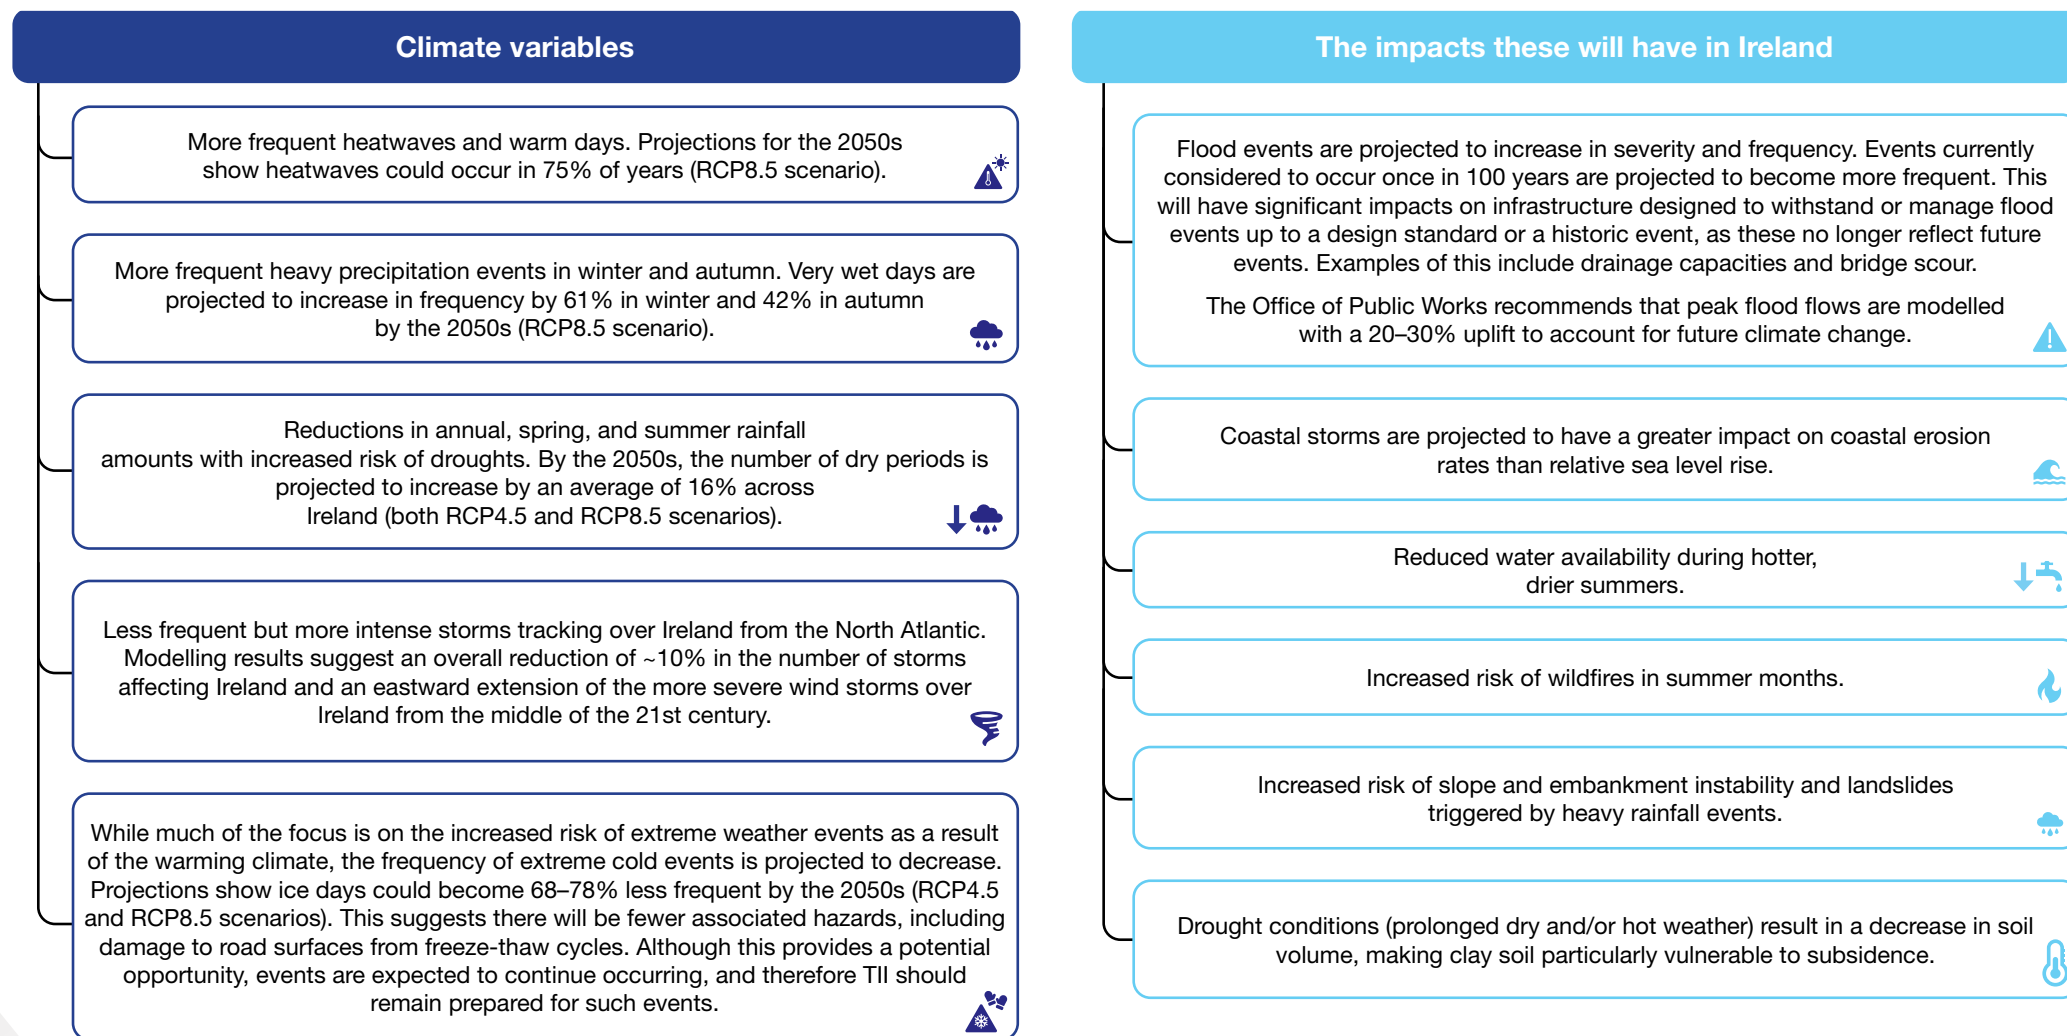 Climate variables
More frequent heatwaves and warm days. Projections for the 2050s
show heatwaves could occur in 75% of years (RCP8.5 scenario).
More frequent heavy precipitation events in winter and autumn. Very wet days are
projected to increase in frequency by 61% in winter and 42% in autumn
by the 2050s (RCP8.5 scenario).
Reductions in annual, spring, and summer rainfall
amounts with increased risk of droughts. By the 2050s, the number of dry periods is
projected to increase by an average of 16% across
Ireland (both RCP4.5 and RCP8.5 scenarios).
Less frequent but more intense storms tracking over Ireland from the North Atlantic.
Modelling results suggest an overall reduction of ~10% in the number of storms
affecting Ireland and an eastward extension of the more severe wind storms over
Ireland from the middle of the 21st century.
While much of the focus is on the increased risk of extreme weather events as a result
of the warming climate, the frequency of extreme cold events is projected to decrease.
Projections show ice days could become 68–78% less frequent by the 2050s (RCP4.5
and RCP8.5 scenarios). This suggests there will be fewer associated hazards, including
damage to road surfaces from freeze-thaw cycles. Although this provides a potential
opportunity, events are expected to continue occurring, and therefore TII should
remain prepared for such events.
The impacts these will have in Ireland
Flood events are projected to increase in severity and frequency. Events currently
considered to occur once in 100 years are projected to become more frequent. This
will have significant impacts on infrastructure designed to withstand or manage flood
events up to a design standard or a historic event, as these no longer reflect future
events. Examples of this include drainage capacities and bridge scour.
The Office of Public Works recommends that peak flood flows are modelled
with a 20–30% uplift to account for future climate change.
Coastal storms are projected to have a greater impact on coastal erosion
rates than relative sea level rise.
Reduced water availability during hotter,
drier summers.
Increased risk of wildfires in summer months.
Increased risk of slope and embankment instability and landslides
triggered by heavy rainfall events.
Drought conditions (prolonged dry and/or hot weather) result in a decrease in soil
volume, making clay soil particularly vulnerable to subsidence.